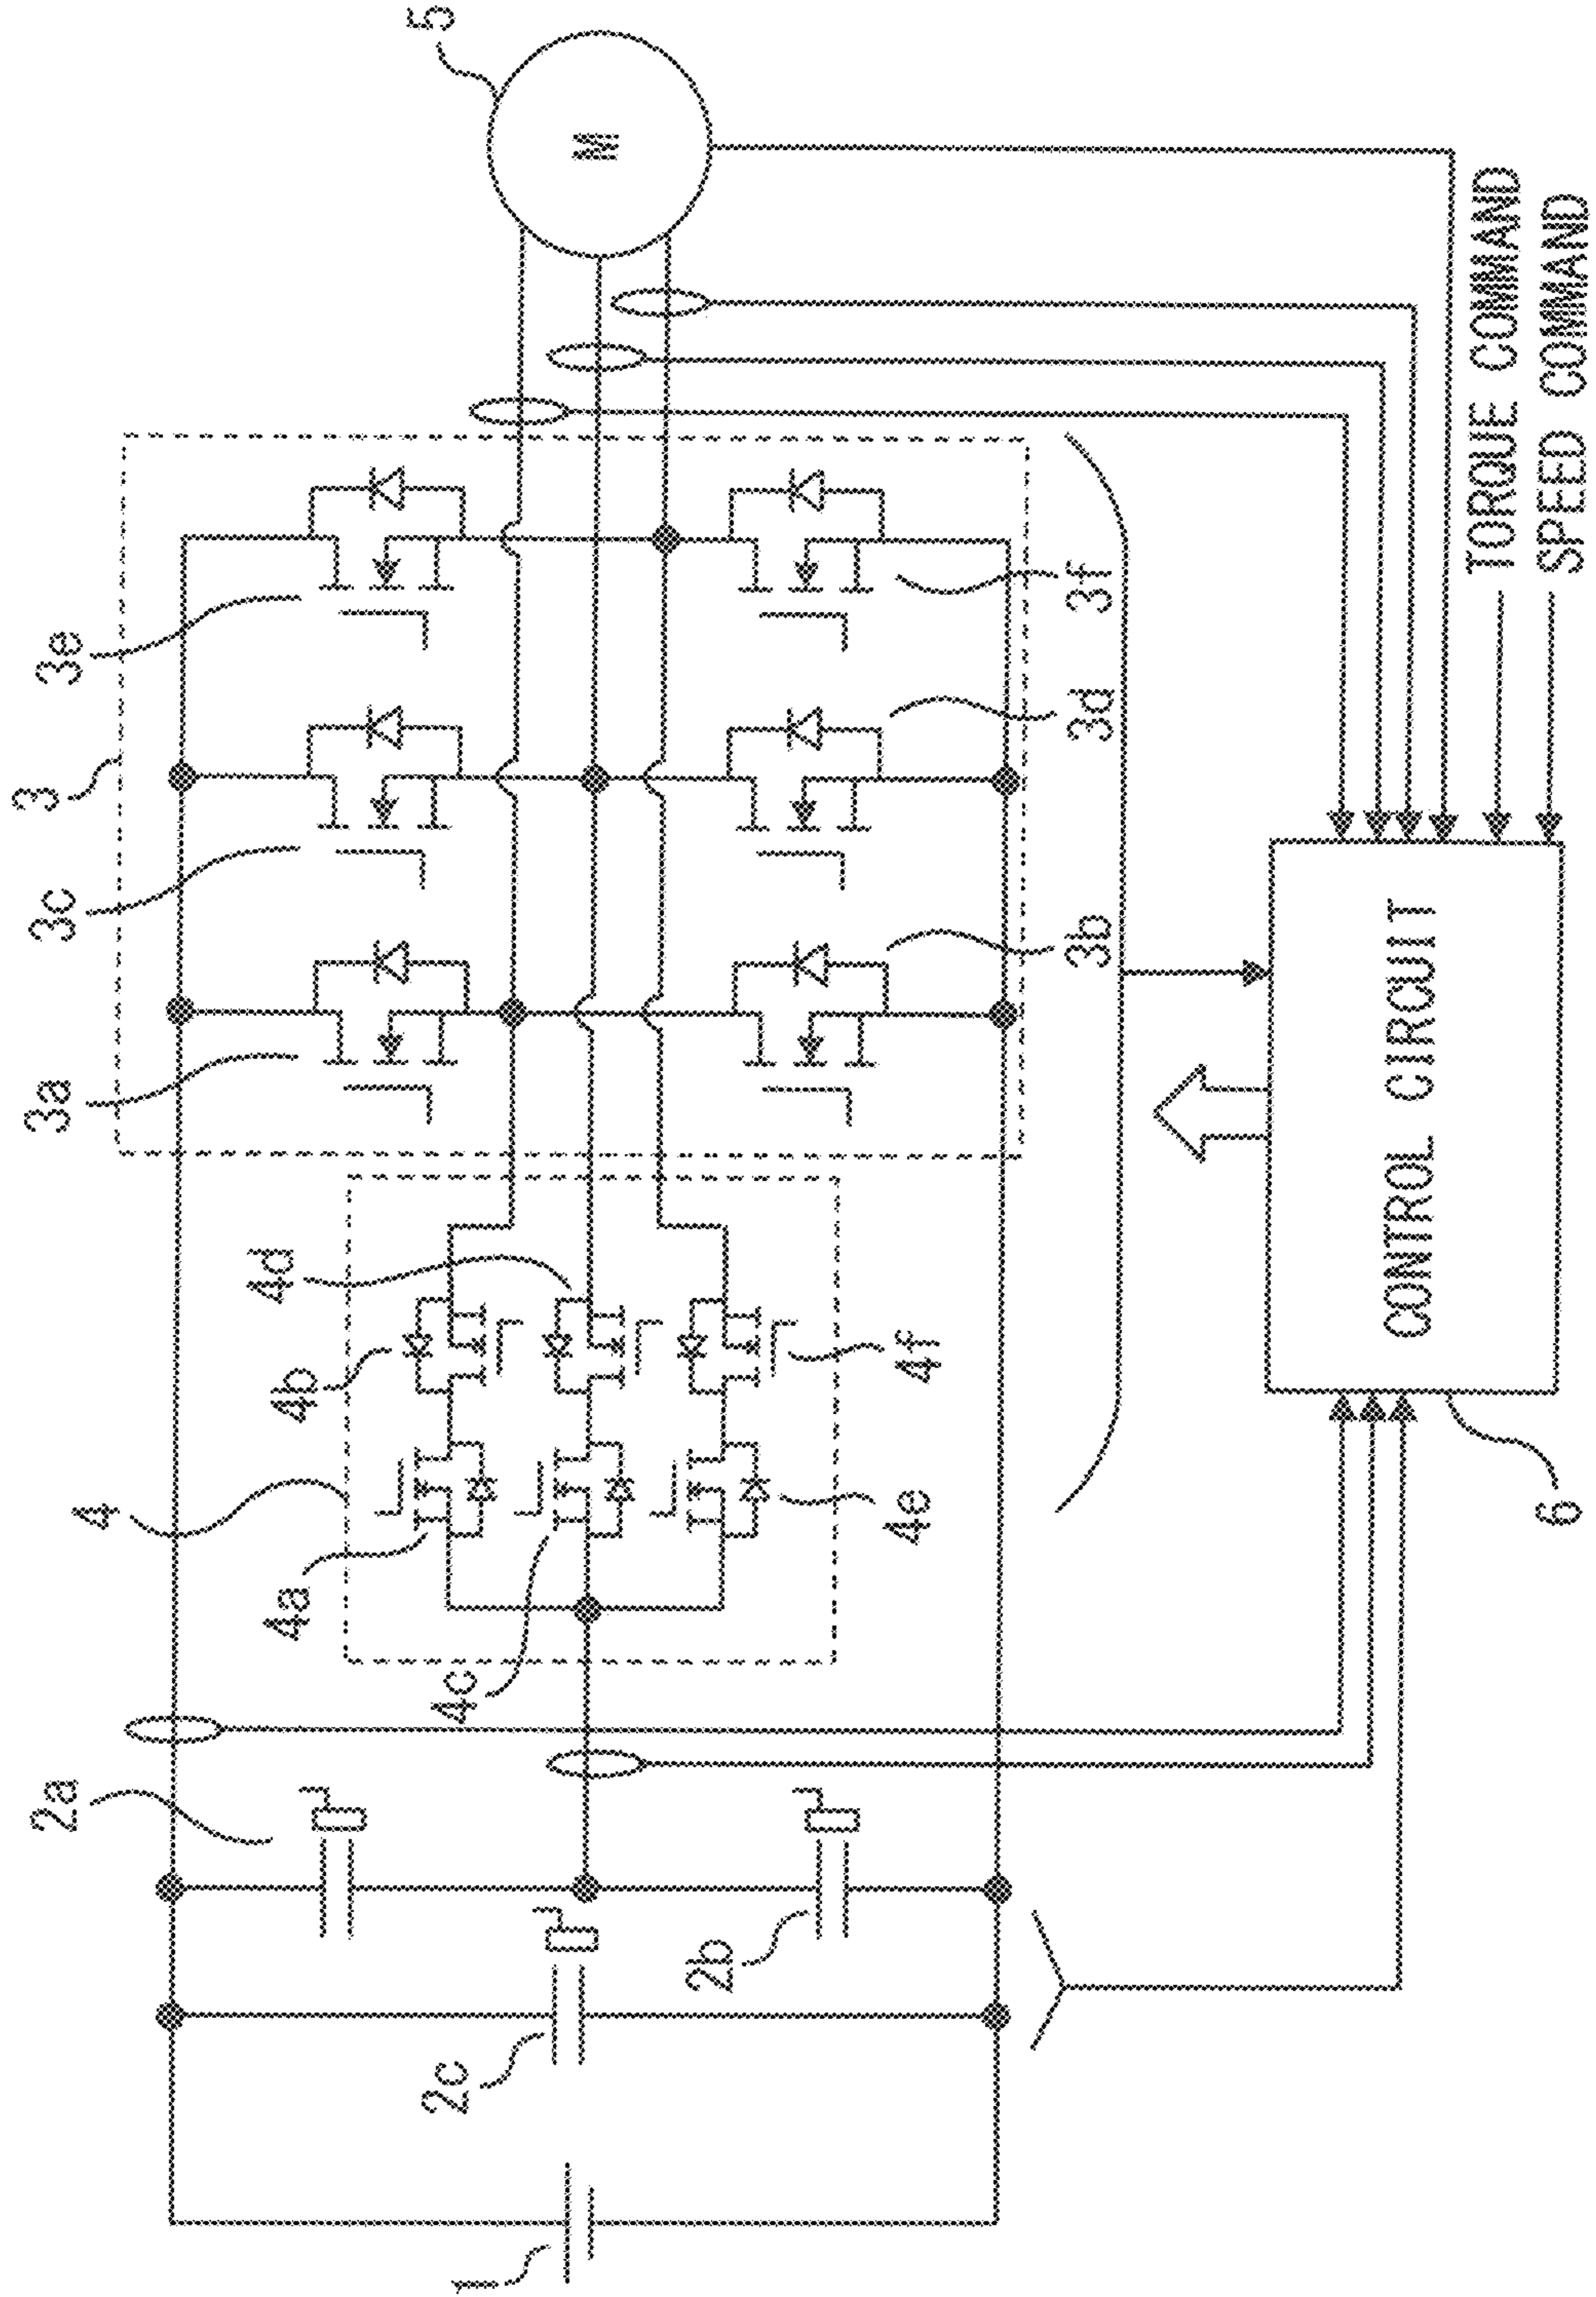 3
3a
3c
3e
5
M
4
4a
4b
4d
4c
4e
4f
3b
3d
3f
2a
2b
2c
1
6
CONTROL CIRCUIT
TORQUE COMMAND
SPEED COMMAND